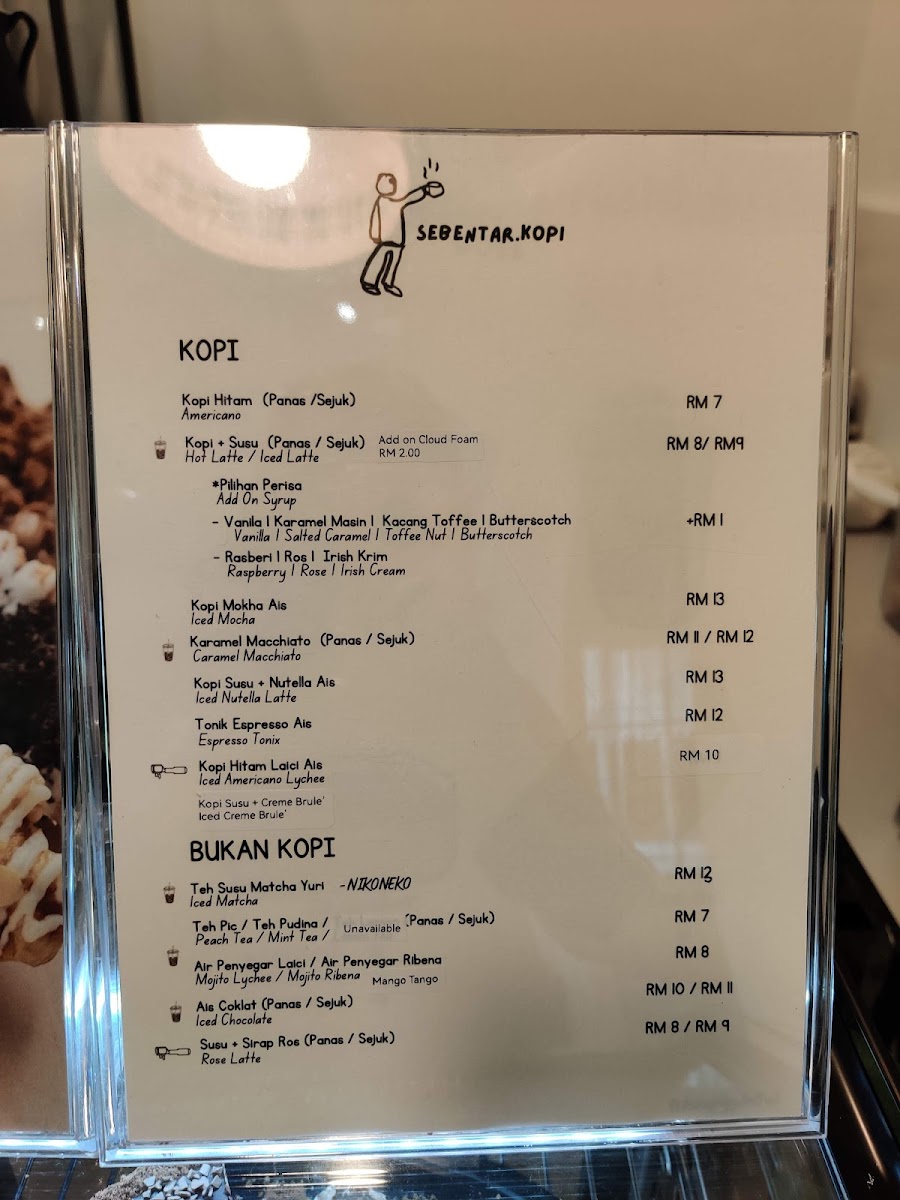 SEBENTAR.KOPI
KOPI
Kopi Hitam (Panas /Sejuk) RM 7
Americano
Kopi + Susu (Panas / Sejuk) Add on Cloud Foam RM 8/ RM9
Hot Latte / Iced Latte RM 2.00
*Pilihan Perisa
Add On Syrup
- Vanila | Karamel Masin | Kacang Toffee | Butterscotch +RM 1
Vanilla | Salted Caramel | Toffee Nut | Butterscotch
- Rasberi | Ros | Irish Krim
Raspberry | Rose | Irish Cream
Kopi Mokha Ais RM 13
Iced Mocha
Karamel Macchiato (Panas / Sejuk) RM 11 / RM 12
Caramel Macchiato
Kopi Susu + Nutella Ais RM 13
Iced Nutella Latte
Tonik Espresso Ais RM 12
Espresso Tonix
Kopi Hitam Laici Ais RM 10
Iced Americano Lychee
Kopi Susu + Creme Brule'
Iced Creme Brule'
BUKAN KOPI
Teh Susu Matcha Yuri - NIKONEKO RM 13
Iced Matcha
Teh Pic / Teh Pudina / (Panas / Sejuk) RM 7
Peach Tea / Mint Tea / Unavailable
Air Penyegar Laici / Air Penyegar Ribena RM 8
Mojito Lychee / Mojito Ribena Mango Tango
Ais Coklat (Panas / Sejuk) RM 10 / RM 11
Iced Chocolate
Susu + Sirap Ros (Panas / Sejuk) RM 8 / RM 9
Rose Latte